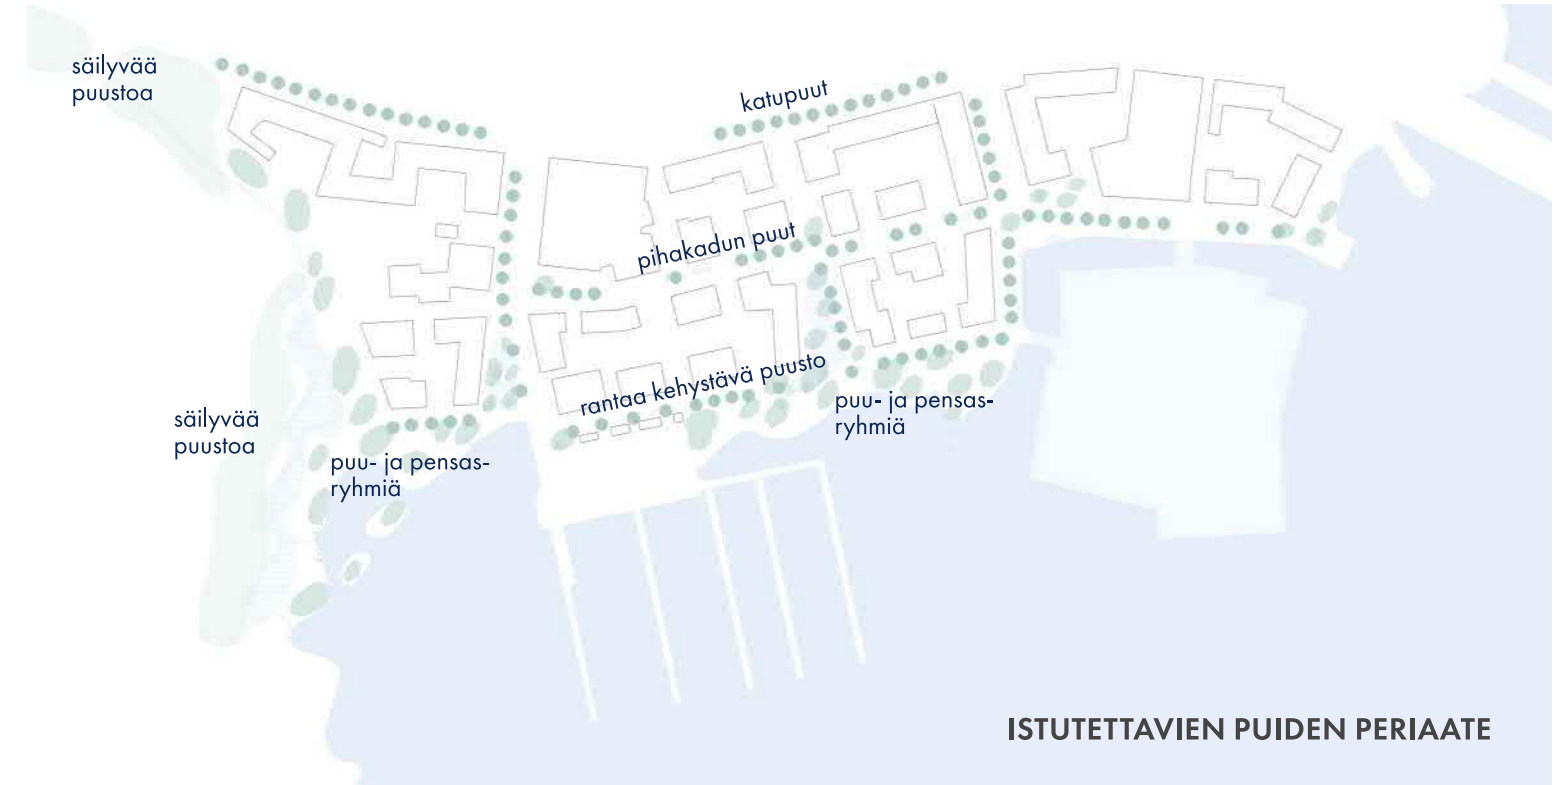 säilyvää
puustoa
katupuut
pihakadun puut
rantaa kehystävä puusto
puu- ja pensas-
ryhmiä
säilyvää
puustoa
puu- ja pensas-
ryhmiä
ISTUTETTAVIEN PUIDEN PERIAATE